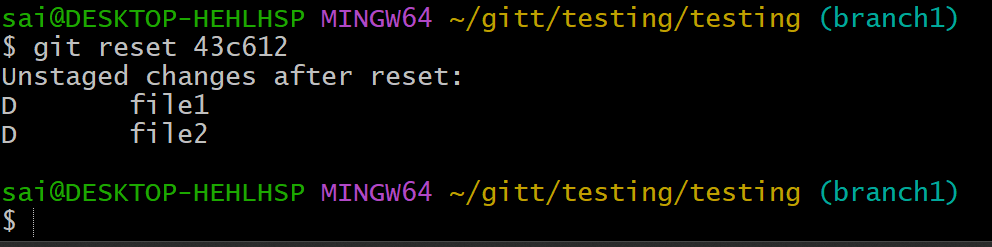 sai@DESKTOP-HEHLHSP MINGW64 ~/gitt/testing/testing (branch1)
$ git reset 43c612
Unstaged changes after reset:
D       file1
D       file2
sai@DESKTOP-HEHLHSP MINGW64 ~/gitt/testing/testing (branch1)
$